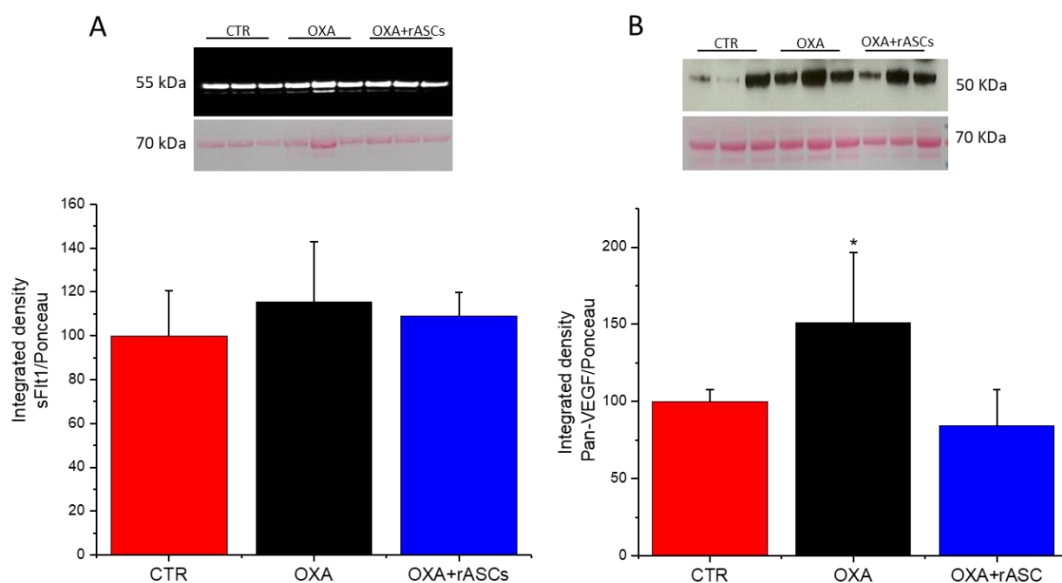 A
CTR OXA OXA+rASCs
55 kDa
70 kDa
160
140
120
100
80
60
40
20
0
Integrated density
sFlt1/Ponceau
CTR OXA OXA+rASCs
B
CTR OXA OXA+rASCs
50 KDa
70 KDa
200
150
100
50
0
Integrated density
Pan-VEGF/Ponceau
*
CTR OXA OXA+rASC